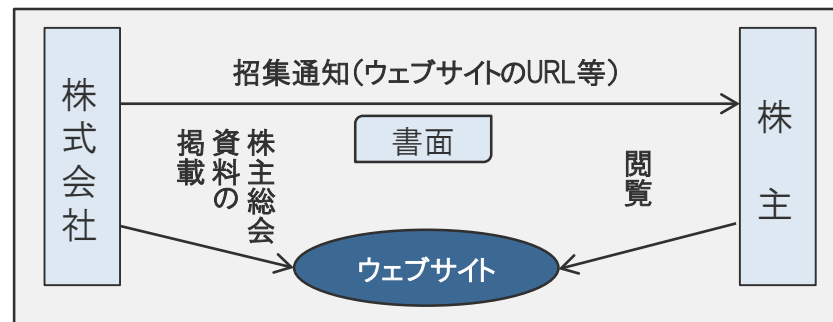 招集通知(ウェブサイトのURL等)
株式会社
書面
株主総会
資料の
掲載
閲覧
株主
ウェブサイト